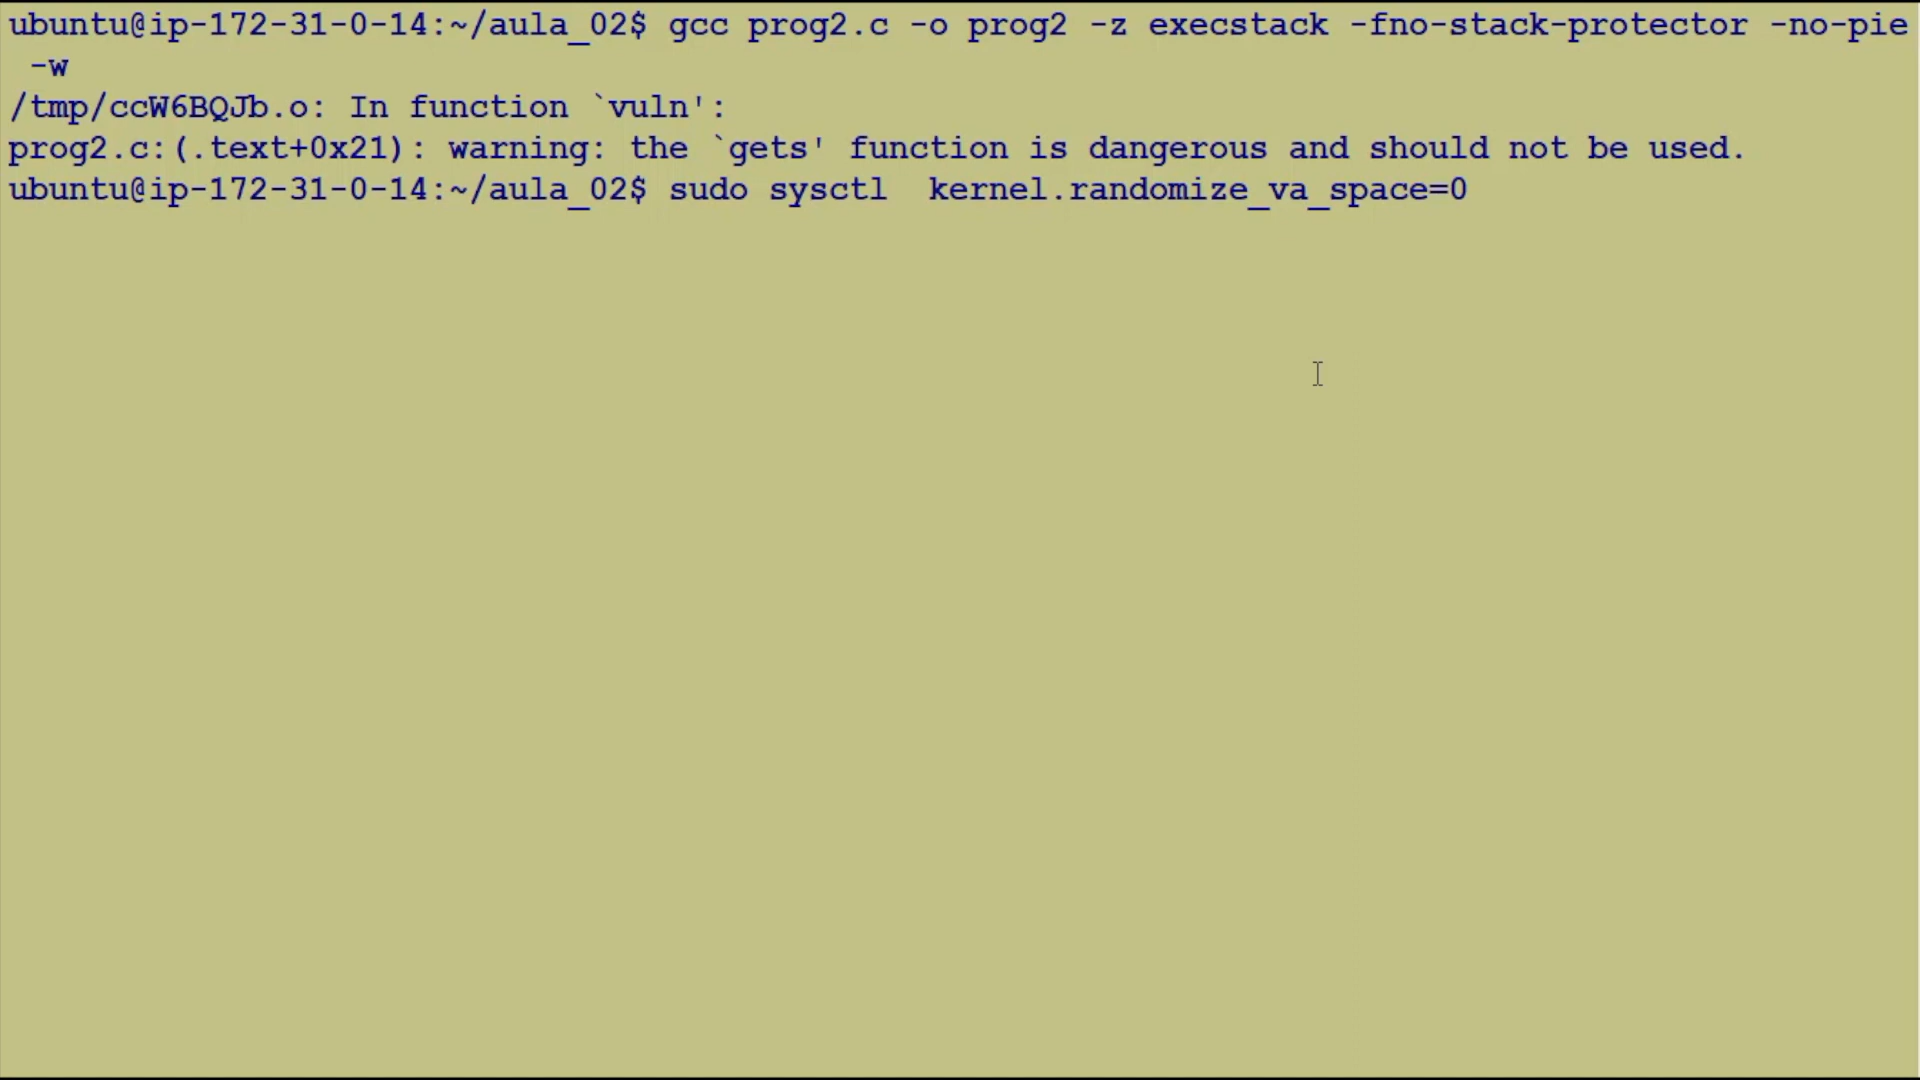 ubuntu@ip-172-31-0-14:~/aula_02$ gcc prog2.c -o prog2 -z execstack -fno-stack-protector -no-pie
 -w
/tmp/ccW6BQJb.o: In function `vuln':
prog2.c:(.text+0x21): warning: the `gets' function is dangerous and should not be used.
ubuntu@ip-172-31-0-14:~/aula_02$ sudo sysctl  kernel.randomize_va_space=0